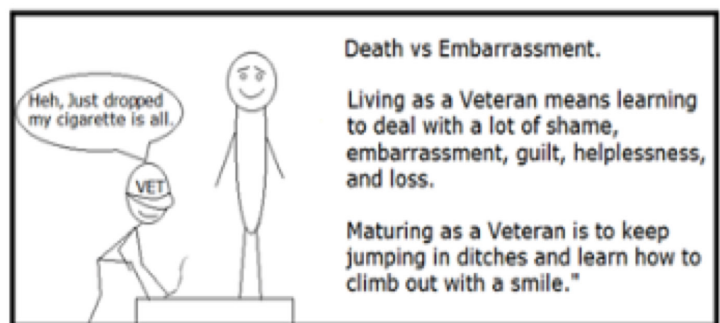 Heh, Just dropped
my cigarette is all.
VET
Death vs Embarrassment.
Living as a Veteran means learning
to deal with a lot of shame,
embarrassment, guilt, helplessness,
and loss.
Maturing as a Veteran is to keep
jumping in ditches and learn how to
climb out with a smile."